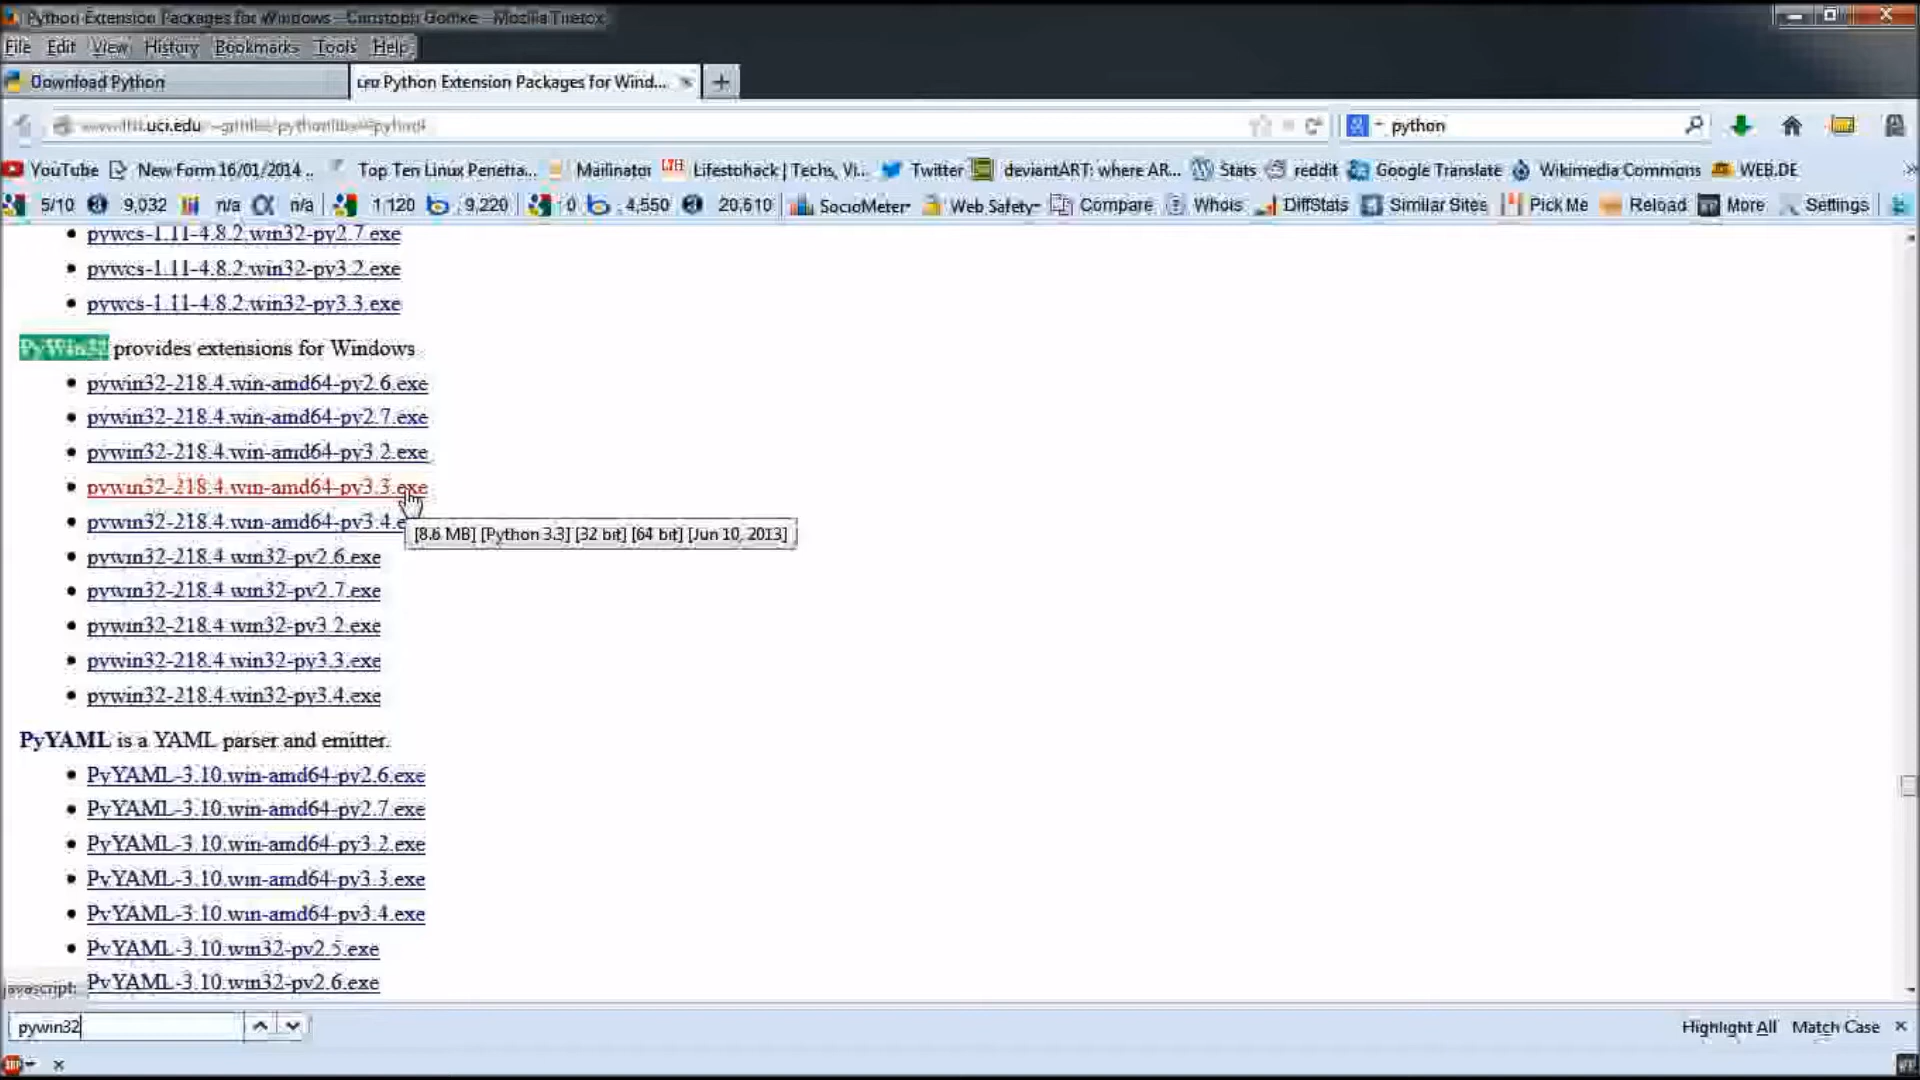 Python Extension Packages for Windows - Christoph Gohlke - Mozilla Firefox
File Edit View History Bookmarks Tools Help
Download Python
Python Extension Packages for Wind...
.uci.edu
python
YouTube
New Form 16/01/2014 ..
Top Ten Linux Penetra...
Mailinator
Lifestohack | Techs, Vi...
Twitter
deviantART: where AR...
Stats
reddit
Google Translate
Wikimedia Commons
WEB.DE
5/10 9,032 n/a n/a 1 120 9,220 0 4,550 20,610 SocioMeter Web Safety Compare Whois DiffStats Similar Sites Pick Me Reload More Settings
pywcs-1.11-4.8.2.win32-py2.7.exe
pywcs-1.11-4.8.2.win32-py3.2.exe
pywcs-1.11-4.8.2.win32-py3.3.exe
PyWin32 provides extensions for Windows
pywin32-218.4.win-amd64-py2.6.exe
pywin32-218.4.win-amd64-py2.7.exe
pywin32-218.4.win-amd64-py3.2.exe
pywin32-218.4.win-amd64-py3.3.exe
pywin32-218.4.win-amd64-py3.4.e
[8.6 MB] [Python 3.3] [32 bit] [64 bit] [Jun 10, 2013]
pywin32-218.4.win32-py2.6.exe
pywin32-218.4.win32-py2.7.exe
pywin32-218.4.win32-py3.2.exe
pywin32-218.4.win32-py3.3.exe
pywin32-218.4.win32-py3.4.exe
PyYAML is a YAML parser and emitter.
PyYAML-3.10.win-amd64-py2.6.exe
PyYAML-3.10.win-amd64-py2.7.exe
PyYAML-3.10.win-amd64-py3.2.exe
PyYAML-3.10.win-amd64-py3.3.exe
PyYAML-3.10.win-amd64-py3.4.exe
PyYAML-3.10.win32-py2.5.exe
PyYAML-3.10.win32-py2.6.exe
javascript:
pywin32
Highlight All Match Case